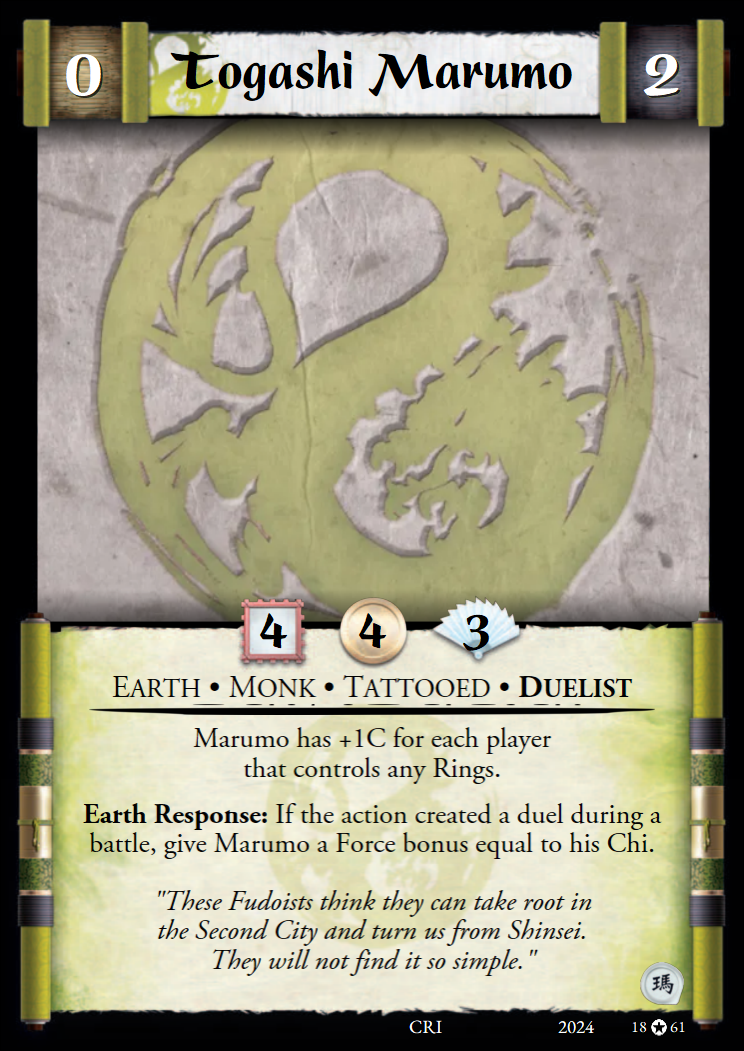 0 Togashi Marumo 2
4 4 3
EARTH • MONK • TATTOOED • DUELIST
Marumo has +1C for each player
that controls any Rings.
Earth Response: If the action created a duel during a
battle, give Marumo a Force bonus equal to his Chi.
"These Fudoists think they can take root in
the Second City and turn us from Shinsei.
They will not find it so simple."
瑪
CRI 2024 18 61